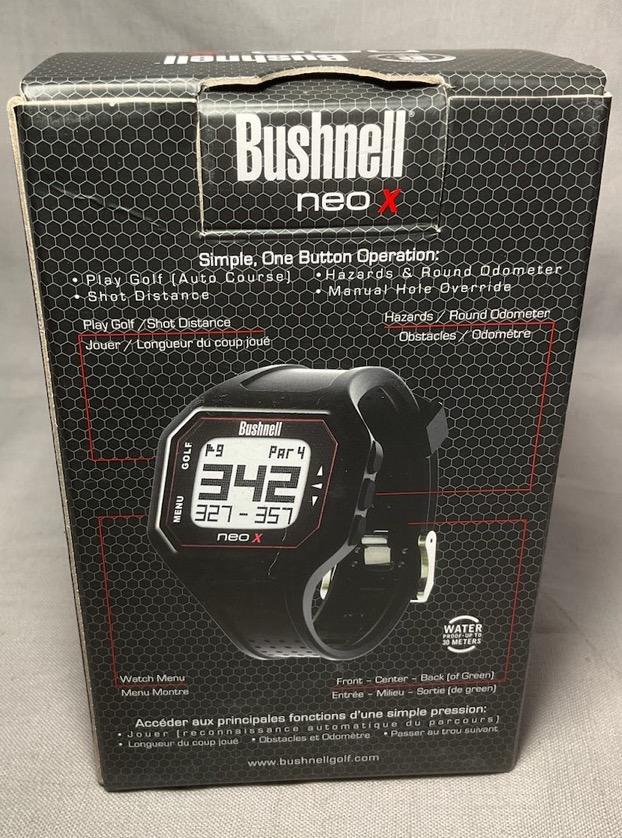 Bushnell
Bushnell®
neo X
Simple, One Button Operation:
• Play Golf (Auto Course) • Hazards & Round Odometer
• Shot Distance • Manual Hole Override
Play Golf / Shot Distance
Jouer / Longueur du coup joué
Hazards / Round Odometer
Obstacles / Odomètre
Bushnell
GOLF
MENU
9 Par 4
342
327 - 357
neo X
WATER
PROOF-UP TO
30 METERS
Watch Menu
Menu Montre
Front - Center - Back (of Green)
Entrée - Milieu - Sortie (de green)
Accéder aux principales fonctions d'une simple pression:
• Jouer (reconnaissance automatique du parcours)
• Longueur du coup joué • Obstacles et Odomètre • Passer au trou suivant
www.bushnellgolf.com